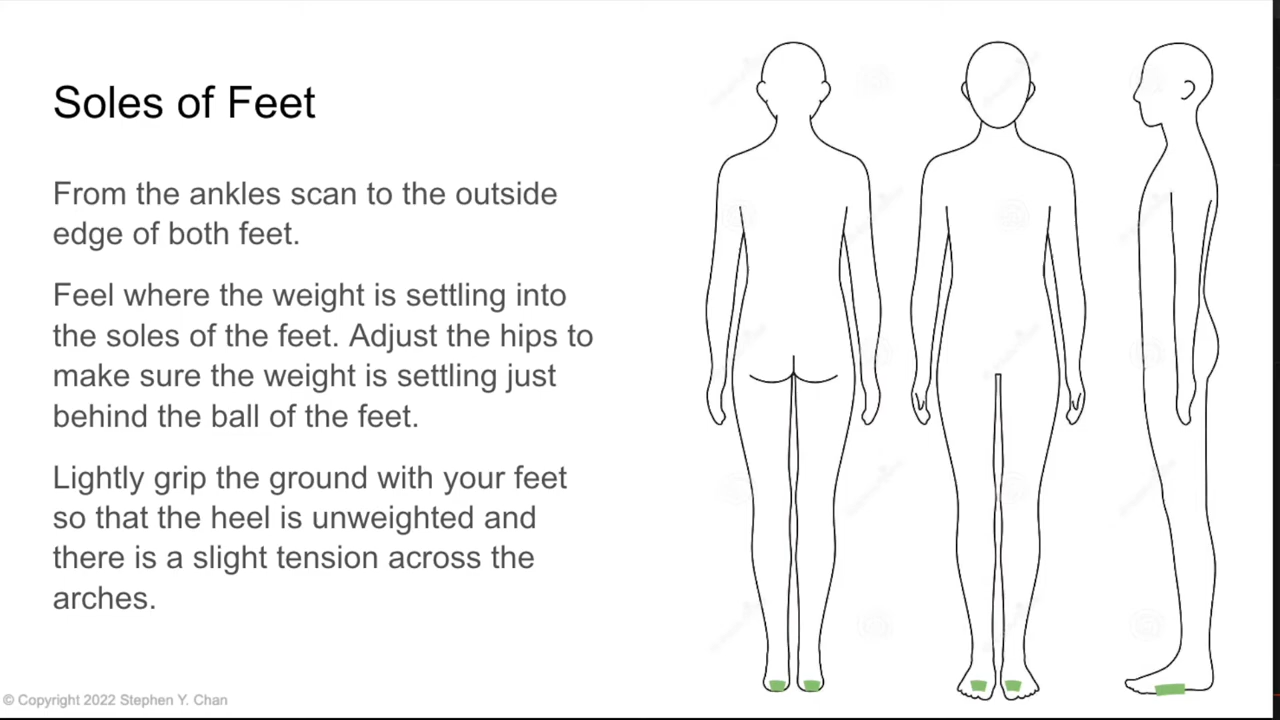 Soles of Feet
From the ankles scan to the outside
edge of both feet.
Feel where the weight is settling into
the soles of the feet. Adjust the hips to
make sure the weight is settling just
behind the ball of the feet.
Lightly grip the ground with your feet
so that the heel is unweighted and
there is a slight tension across the
arches.
© Copyright 2022 Stephen Y. Chan